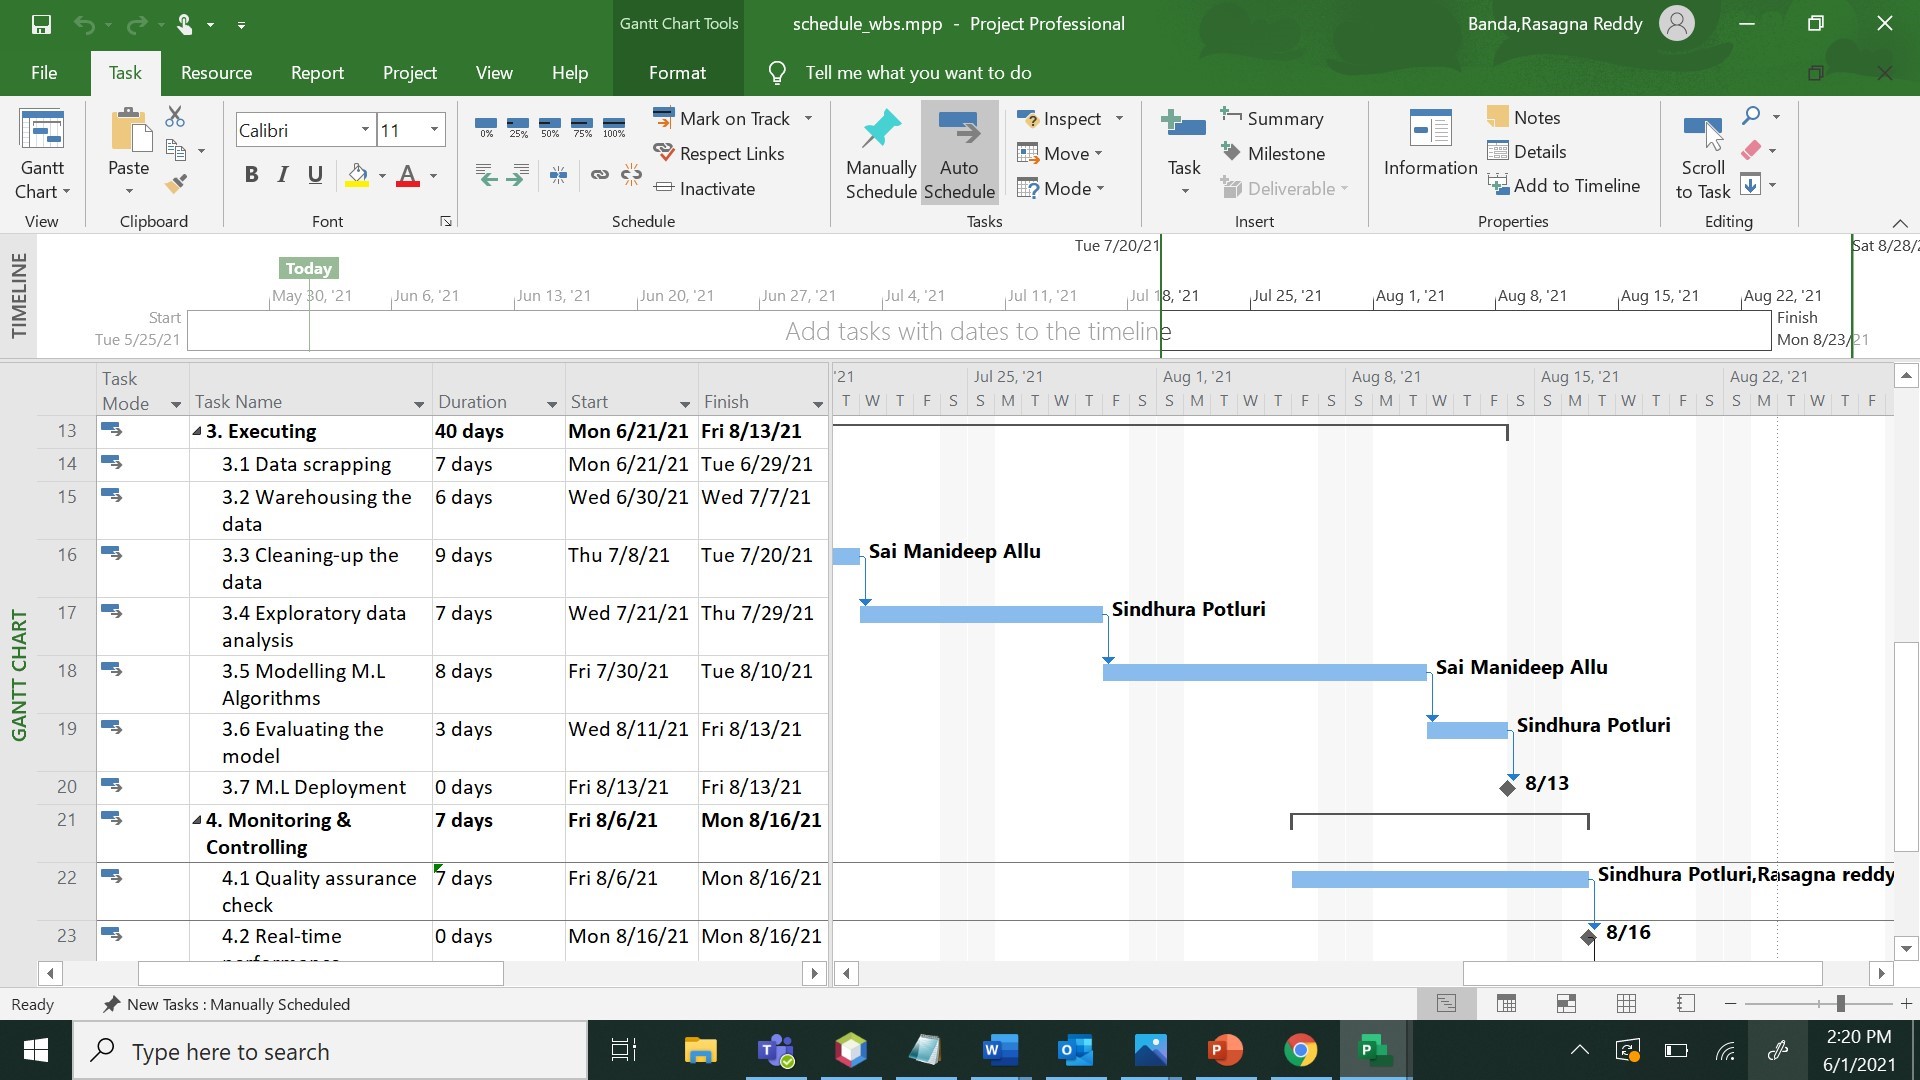 Gantt Chart Tools
schedule_wbs.mpp - Project Professional
Banda,Rasagna Reddy
File Task Resource Report Project View Help Format Tell me what you want to do
Gantt Chart
View
Paste
Clipboard
Calibri 11
B I U A
Font
0% 25% 50% 75% 100%
Mark on Track
Respect Links
Inactivate
Schedule
Manually Schedule
Auto Schedule
Inspect
Move
Mode
Tasks
Task
Summary
Milestone
Deliverable
Insert
Information
Notes
Details
Add to Timeline
Properties
Scroll to Task
Editing
TIMELINE
Tue 7/20/21
Sat 8/28/2
Today
May 30, '21 Jun 6, '21 Jun 13, '21 Jun 20, '21 Jun 27, '21 Jul 4, '21 Jul 11, '21 Jul 18, '21 Jul 25, '21 Aug 1, '21 Aug 8, '21 Aug 15, '21 Aug 22, '21
Start
Tue 5/25/21
Add tasks with dates to the timeline
Finish
Mon 8/23/21
GANTT CHART
Task Mode Task Name Duration Start Finish
'21 Jul 25, '21 Aug 1, '21 Aug 8, '21 Aug 15, '21 Aug 22, '21
T W T F S S M T W T F S S M T W T F S S M T W T F S S M T W T F S S M T W T F
13 3. Executing 40 days Mon 6/21/21 Fri 8/13/21
14 3.1 Data scrapping 7 days Mon 6/21/21 Tue 6/29/21
15 3.2 Warehousing the data 6 days Wed 6/30/21 Wed 7/7/21
16 3.3 Cleaning-up the data 9 days Thu 7/8/21 Tue 7/20/21 Sai Manideep Allu
17 3.4 Exploratory data analysis 7 days Wed 7/21/21 Thu 7/29/21 Sindhura Potluri
18 3.5 Modelling M.L Algorithms 8 days Fri 7/30/21 Tue 8/10/21 Sai Manideep Allu
19 3.6 Evaluating the model 3 days Wed 8/11/21 Fri 8/13/21 Sindhura Potluri
20 3.7 M.L Deployment 0 days Fri 8/13/21 Fri 8/13/21 8/13
21 4. Monitoring & Controlling 7 days Fri 8/6/21 Mon 8/16/21
22 4.1 Quality assurance check 7 days Fri 8/6/21 Mon 8/16/21 Sindhura Potluri,Rasagna reddy
23 4.2 Real-time 0 days Mon 8/16/21 Mon 8/16/21 8/16
Ready New Tasks : Manually Scheduled
Type here to search
2:20 PM
6/1/2021